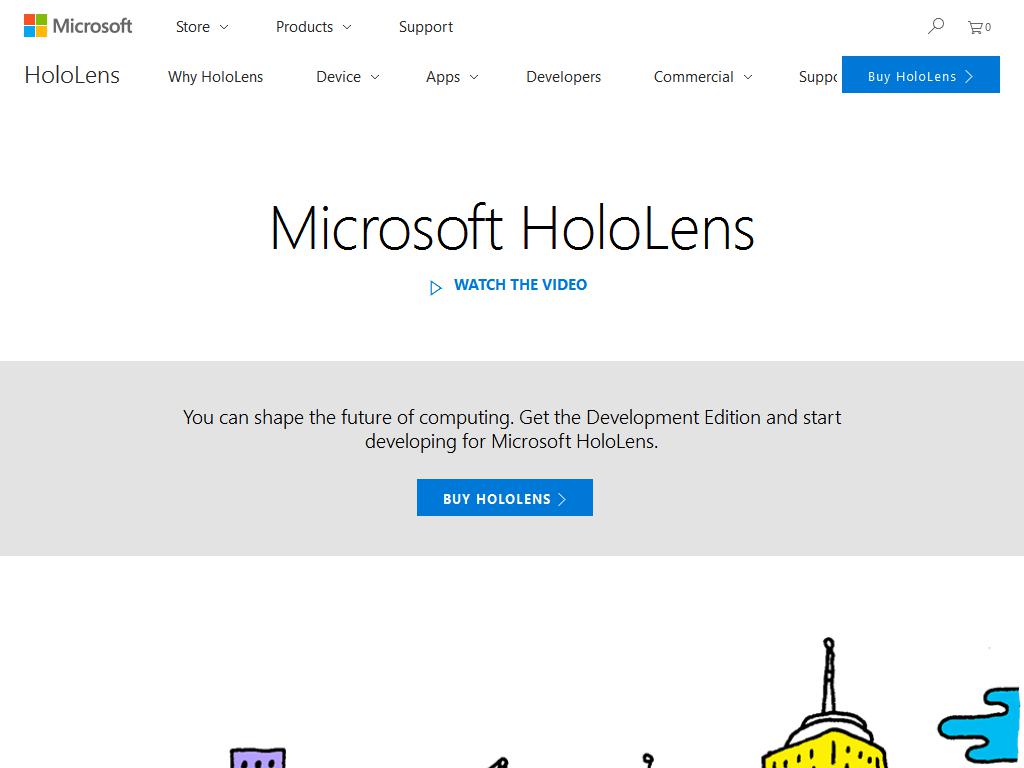 Microsoft Store Products Support 0
HoloLens Why HoloLens Device Apps Developers Commercial Buy HoloLens
Microsoft HoloLens
WATCH THE VIDEO
You can shape the future of computing. Get the Development Edition and start
developing for Microsoft HoloLens.
BUY HOLOLENS